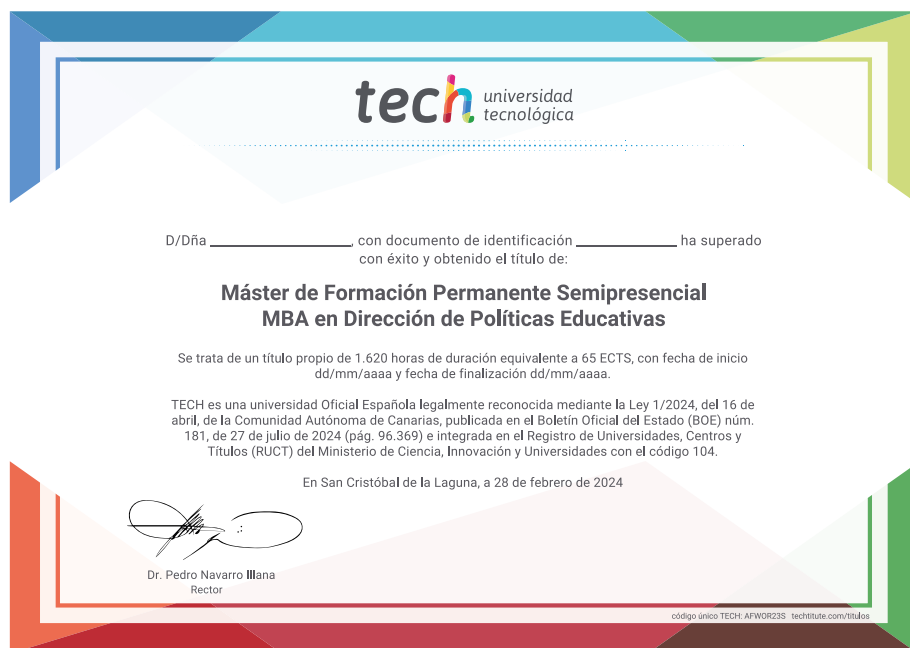 tech universidad
tecnológica
D/Dña ______________, con documento de identificación ___________ ha superado
con éxito y obtenido el título de:
Máster de Formación Permanente Semipresencial
MBA en Dirección de Políticas Educativas
Se trata de un título propio de 1.620 horas de duración equivalente a 65 ECTS, con fecha de inicio
dd/mm/aaaa y fecha de finalización dd/mm/aaaa.
TECH es una universidad Oficial Española legalmente reconocida mediante la Ley 1/2024, del 16 de
abril, de la Comunidad Autónoma de Canarias, publicada en el Boletín Oficial del Estado (BOE) núm.
181, de 27 de julio de 2024 (pág. 96.369) e integrada en el Registro de Universidades, Centros y
Títulos (RUCT) del Ministerio de Ciencia, Innovación y Universidades con el código 104.
En San Cristóbal de la Laguna, a 28 de febrero de 2024
Dr. Pedro Navarro Illana
Rector
código único TECH: AFWOR23S techtitute.com/titulos